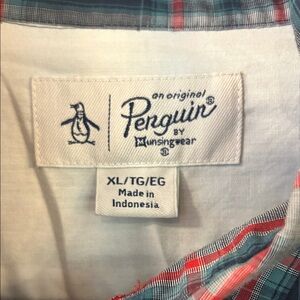 an original
Penguin®
BY
Munsingwear
®
XL/TG/EG
Made in
Indonesia